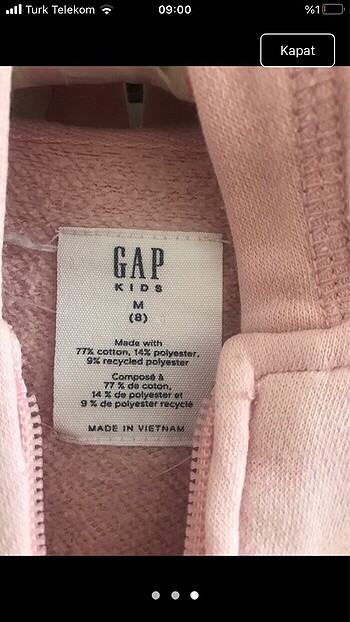 Turk Telekom
09:00
%1
Kapat
GAP
KIDS
M
(8)
Made with
77% cotton, 14% polyester,
9% recycled polyester
Composé à
77 % de coton,
14 % de polyester et
9 % de polyester recyclé
MADE IN VIETNAM